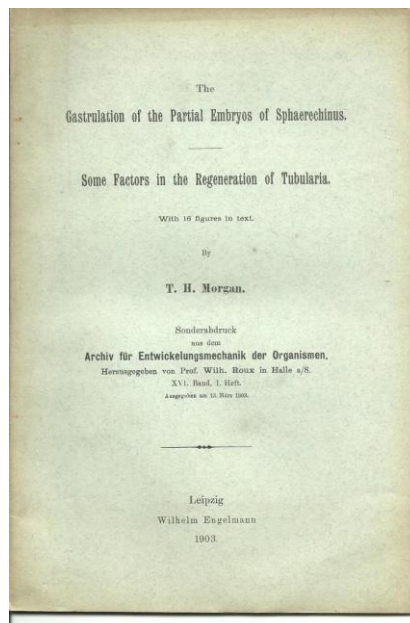 The
Gastrulation of the Partial Embryos of Sphaerechinus.
Some Factors in the Regeneration of Tubularia.
With 16 figures in text.
By
T. H. Morgan.
Sonderabdruck
aus dem
Archiv für Entwickelungsmechanik der Organismen.
Herausgegeben von Prof. Wilh. Roux in Halle a/S.
XVI. Band, 1. Heft.
Ausgegeben am 13. März 1903.
Leipzig
Wilhelm Engelmann
1903.